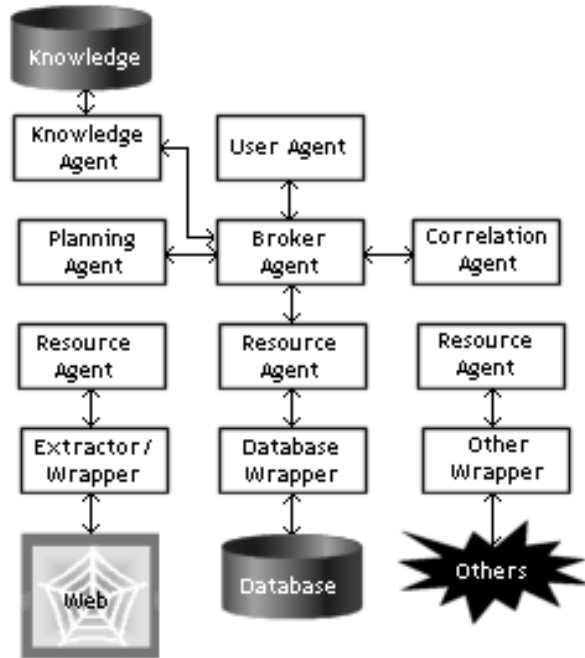 Knowledge
Knowledge
Agent
User Agent
Planning
Agent
Broker
Agent
Correlation
Agent
Resource
Agent
Resource
Agent
Resource
Agent
Extractor/
Wrapper
Database
Wrapper
Other
Wrapper
Web
Database
Others